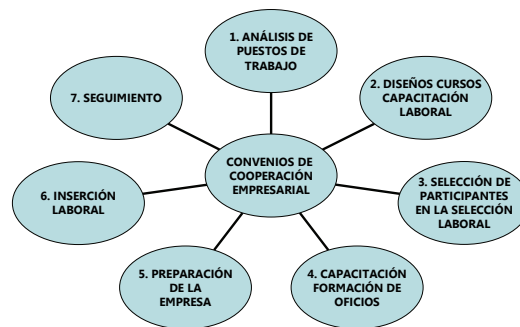 1. ANÁLISIS DE
PUESTOS DE
TRABAJO
2. DISEÑOS CURSOS
CAPACITACIÓN
LABORAL
3. SELECCIÓN DE
PARTICIPANTES
EN LA SELECCIÓN
LABORAL
4. CAPACITACIÓN
FORMACIÓN DE
OFICIOS
5. PREPARACIÓN
DE LA
EMPRESA
6. INSERCIÓN
LABORAL
7. SEGUIMIENTO
CONVENIOS DE
COOPERACIÓN
EMPRESARIAL